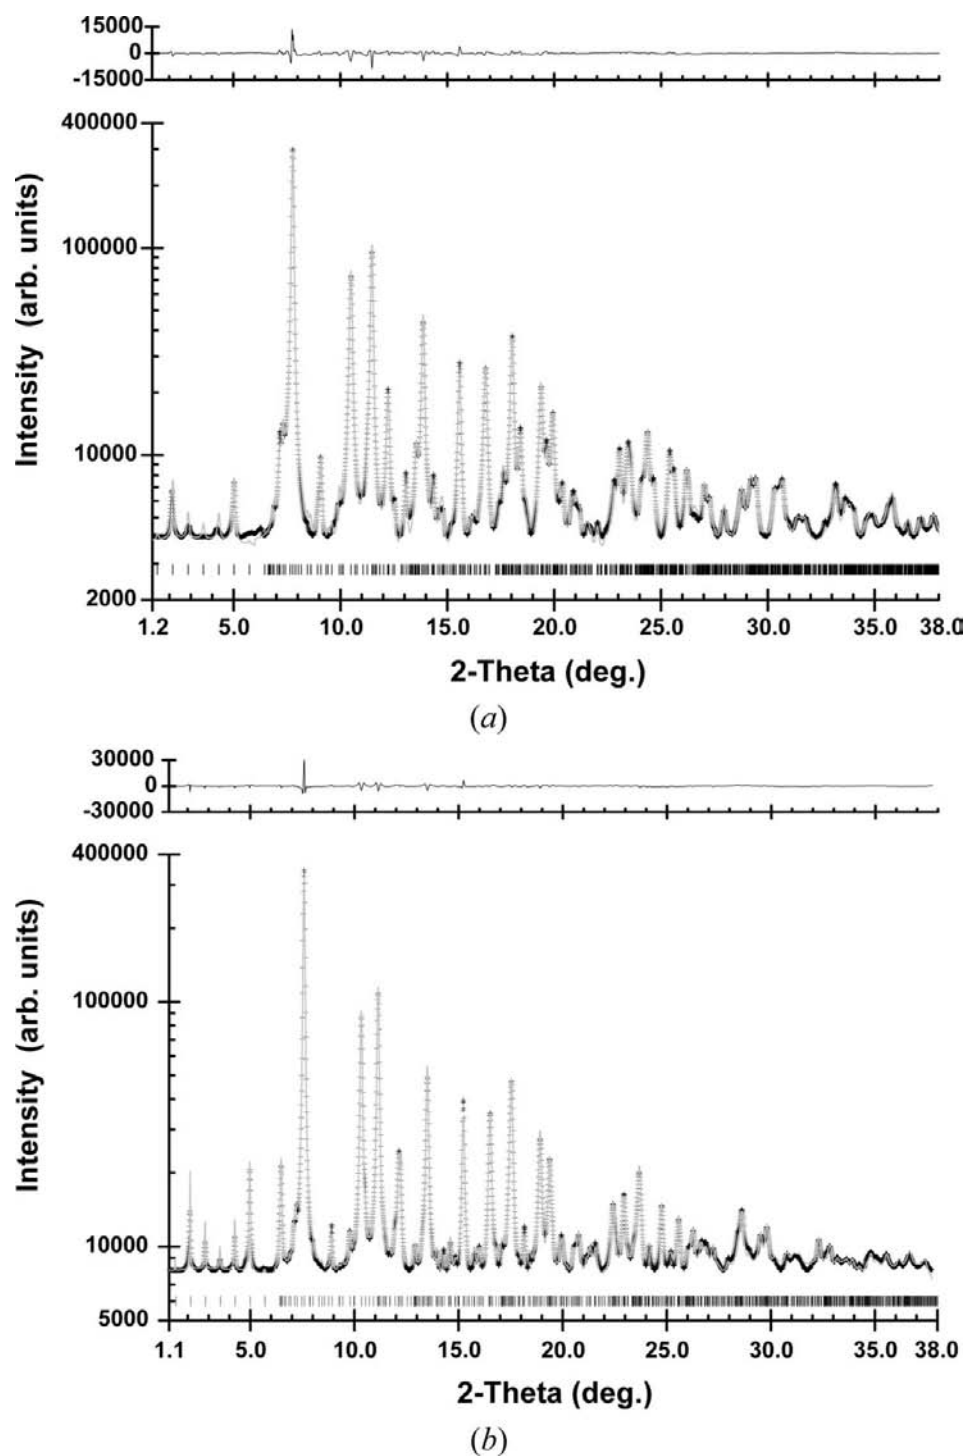 15000
0
-15000
400000
100000
10000
2000
Intensity (arb. units)
1.2 5.0 10.0 15.0 20.0 25.0 30.0 35.0 38.0
2-Theta (deg.)
(a)
30000
0
-30000
400000
100000
10000
5000
Intensity (arb. units)
1.1 5.0 10.0 15.0 20.0 25.0 30.0 35.0 38.0
2-Theta (deg.)
(b)